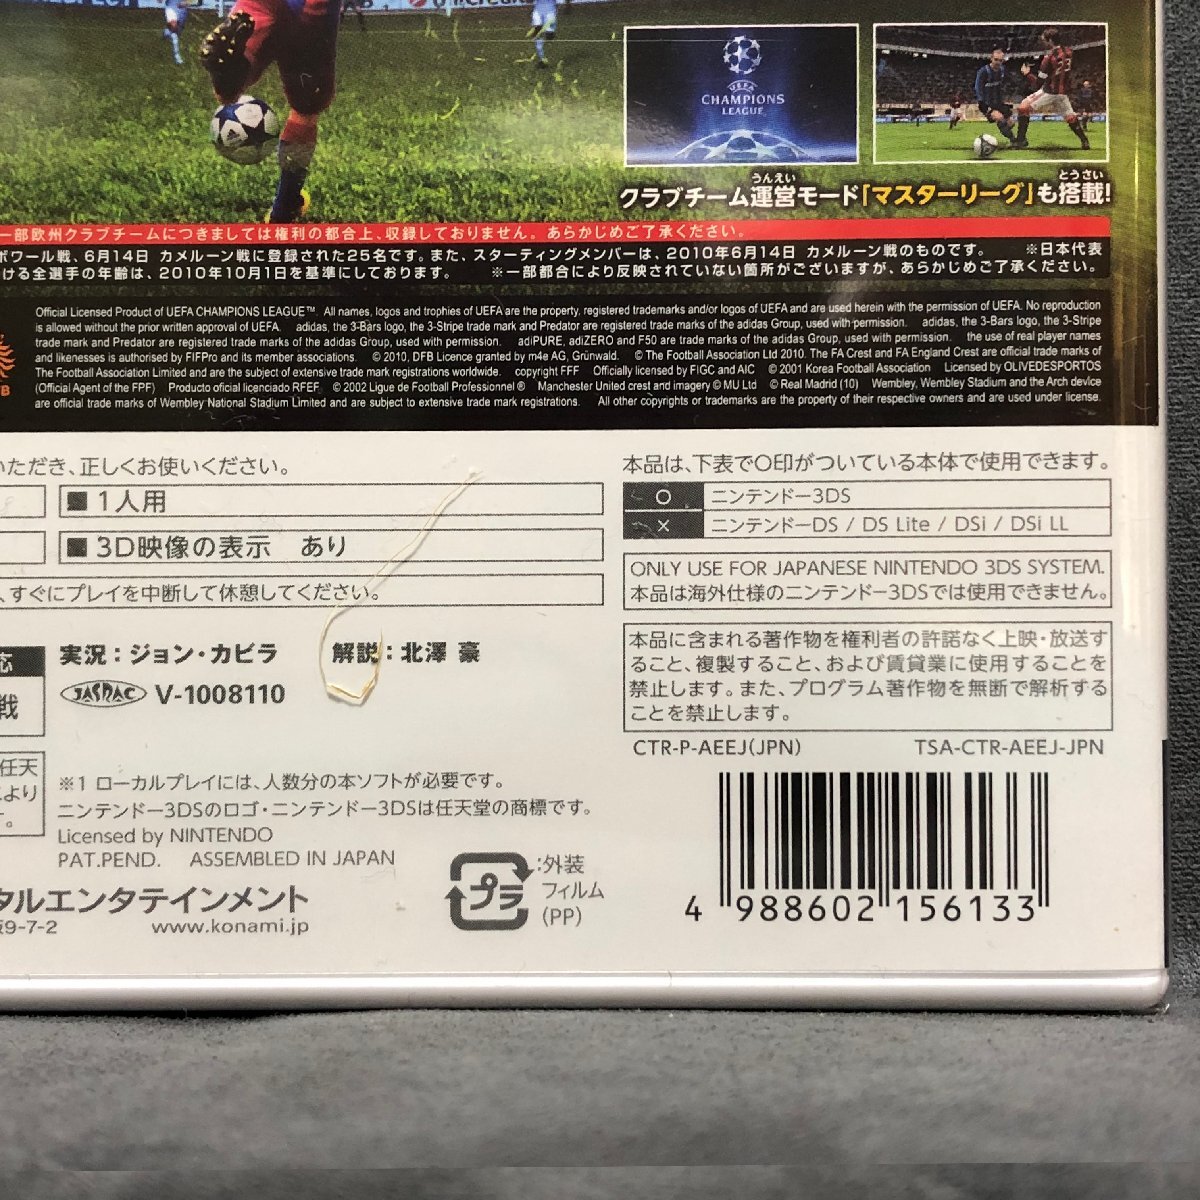 UEFA
CHAMPIONS
LEAGUE
うんえい
とうさい
クラブチーム運営モード「マスターリーグ」も搭載!
一部欧州クラブチームにつきましては権利の都合上、収録しておりません。あらかじめご了承ください。
ボワール戦、6月14日 カメルーン戦に登録された25名です。また、スターティングメンバーは、2010年6月14日 カメルーン戦のものです。 ※日本代表
ける全選手の年齢は、2010年10月1日を基準にしております。 ※一部都合により反映されていない箇所がございますが、あらかじめご了承ください。
Official Licensed Product of UEFA CHAMPIONS LEAGUE™. All names, logos and trophies of UEFA are the property, registered trademarks and/or logos of UEFA and are used herein with the permission of UEFA. No reproduction
is allowed without the prior written approval of UEFA. adidas, the 3-Bars logo, the 3-Stripe trade mark and Predator are registered trade marks of the adidas Group, used with permission. adidas, the 3-Bars logo, the 3-Stripe
trade mark and Predator are registered trade marks of the adidas Group, used with permission. adiPURE, adiZERO and F50 are trade marks of the adidas Group, used with permission. the use of real player names
and likenesses is authorised by FIFPro and its member associations. © 2010, DFB Licence granted by m4e AG, Grünwald. © The Football Association Ltd 2010. The FA Crest and FA England Crest are official trade marks of
The Football Association Limited and are the subject of extensive trade mark registrations worldwide. copyright FFF Officially licensed by FIGC and AIC © 2001 Korea Football Association Licensed by OLIVEDESPORTOS
(Official Agent of the FPF) Producto oficial licenciado RFEF © 2002 Ligue de Football Professionnel ® Manchester United crest and imagery © MU Ltd © Real Madrid (10) Wembley, Wembley Stadium and the Arch device
are official trade marks of Wembley National Stadium Limited and are subject to extensive trade mark registrations. All other copyrights or trademarks are the property of their respective owners and are used under license.
いただき、正しくお使いください。
■1人用
■3D映像の表示 あり
、すぐにプレイを中断して休憩してください。
応
戦
実況：ジョン・カビラ 解説：北澤 豪
JASRAC V-1008110
任天
により
す。
※1 ローカルプレイには、人数分の本ソフトが必要です。
ニンテンドー3DSのロゴ・ニンテンドー3DSは任天堂の商標です。
Licensed by NINTENDO
PAT.PEND. ASSEMBLED IN JAPAN
タルエンタテインメント
9-7-2 www.konami.jp
プラ
:外装
フィルム
(PP)
本品は、下表で○印がついている本体で使用できます。
○ ニンテンドー3DS
× ニンテンドーDS / DS Lite / DSi / DSi LL
ONLY USE FOR JAPANESE NINTENDO 3DS SYSTEM.
本品は海外仕様のニンテンドー3DSでは使用できません。
本品に含まれる著作物を権利者の許諾なく上映・放送す
ること、複製すること、および賃貸業に使用することを
禁止します。また、プログラム著作物を無断で解析する
ことを禁止します。
CTR-P-AEEJ(JPN) TSA-CTR-AEEJ-JPN
4 988602 156133